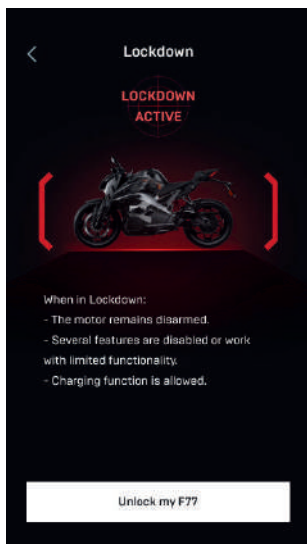 Lockdown
LOCKDOWN
ACTIVE
When in Lockdown:
- The motor remains disarmed.
- Several features are disabled or work
with limited functionality.
- Charging function is allowed.
Unlock my F77